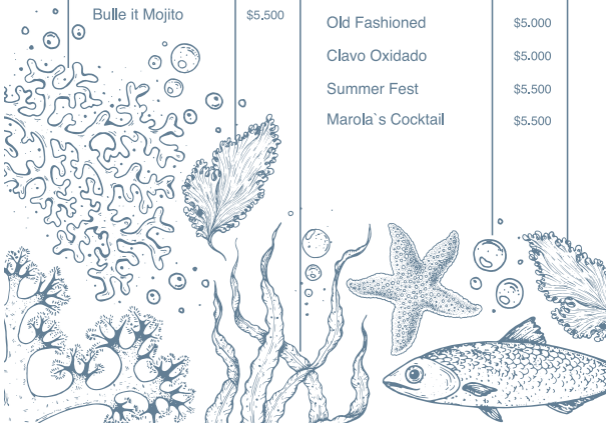 Bulle it Mojito $5.500
Old Fashioned $5.000
Clavo Oxidado $5.000
Summer Fest $5.500
Marola`s Cocktail $5.500